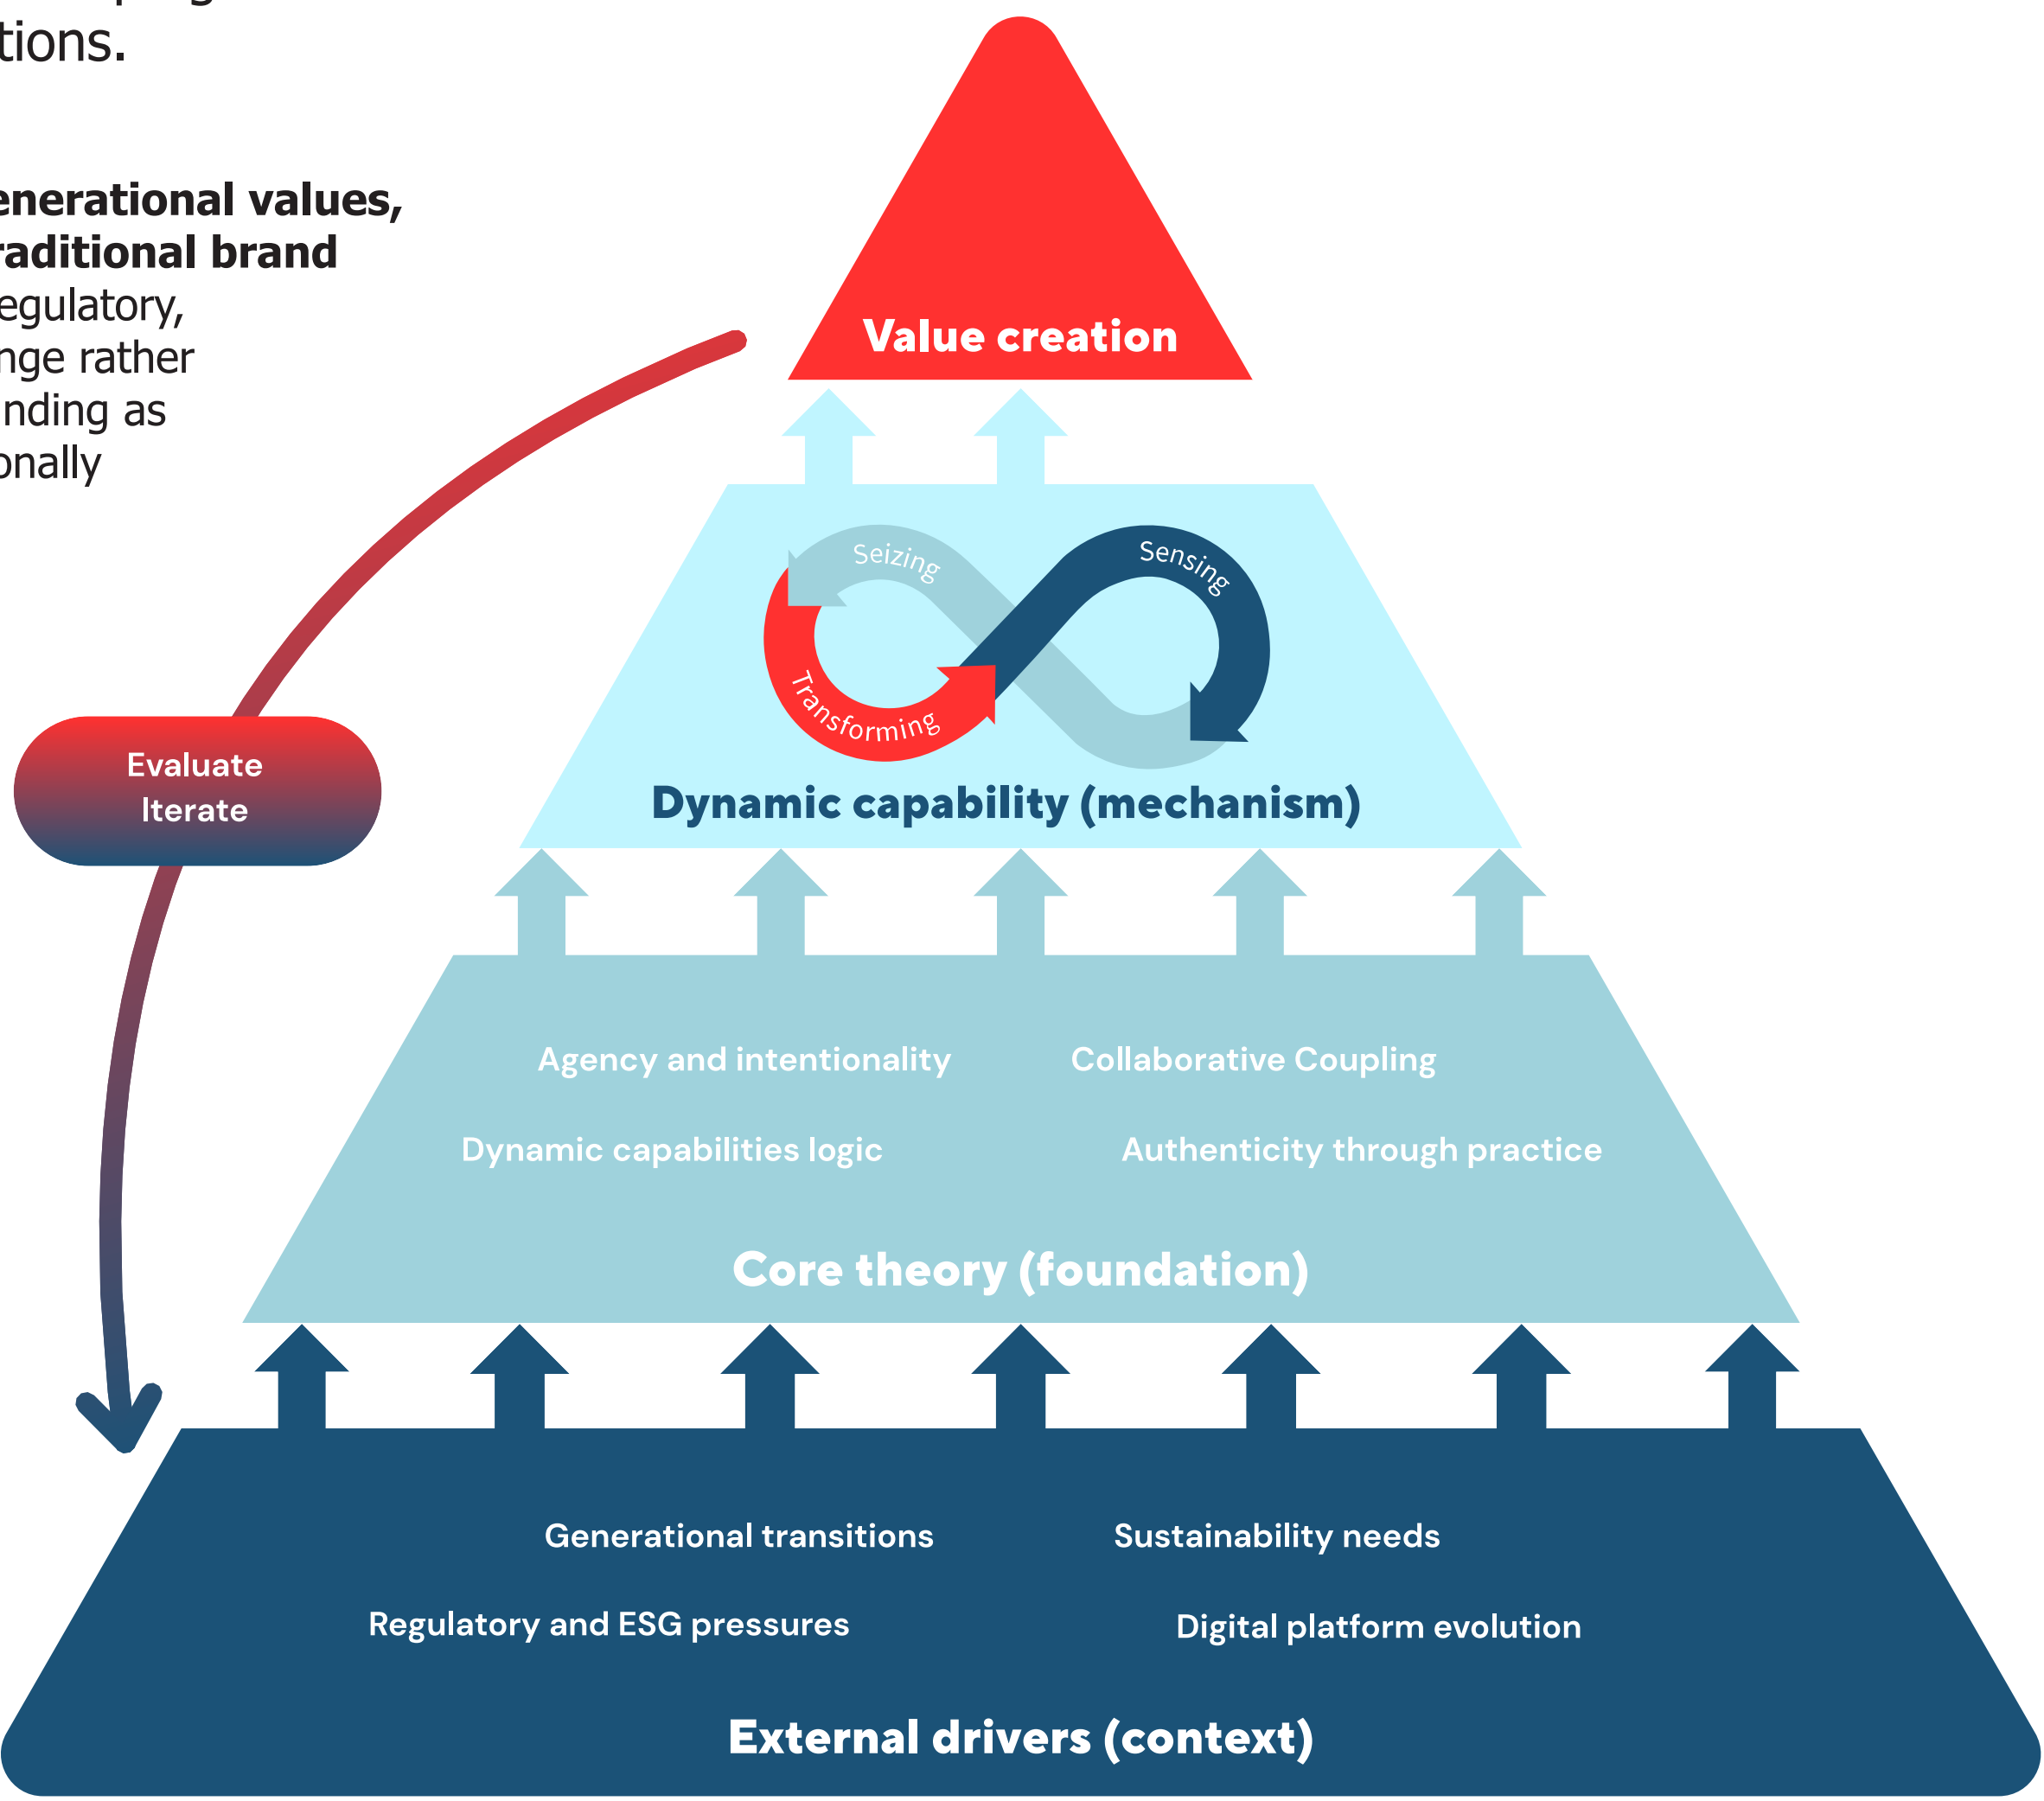 tions.
enerational values,
raditional brand
egulatory,
nge rather
nding as
onally
Value creation
Seizing
Sensing
Transforming
Dynamic capability (mechanism)
Evaluate
Iterate
Agency and intentionality
Collaborative Coupling
Dynamic capabilities logic
Authenticity through practice
Core theory (foundation)
Generational transitions
Sustainability needs
Regulatory and ESG pressures
Digital platform evolution
External drivers (context)